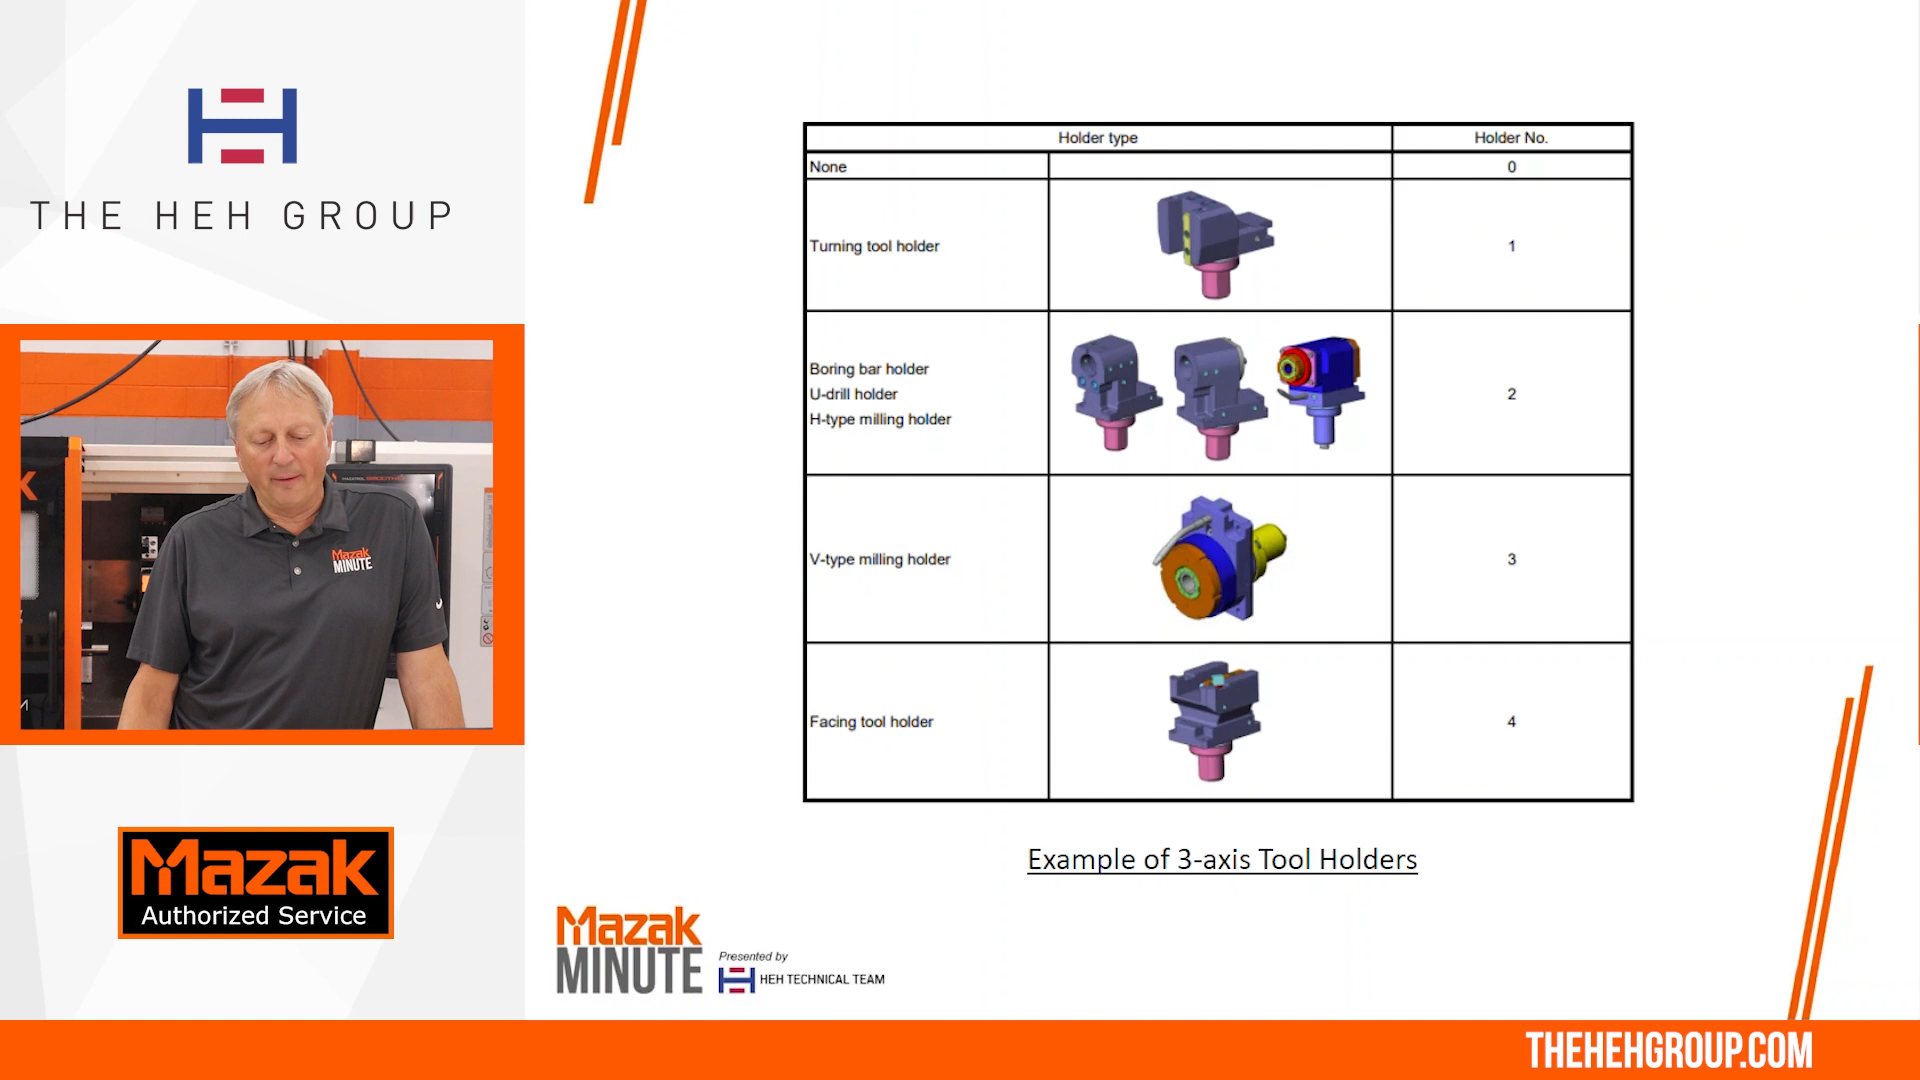 THE HEH GROUP
Mazak
MINUTE
Mazak
Authorized Service
Holder type Holder No.
None 0
Turning tool holder 1
Boring bar holder
U-drill holder
H-type milling holder
2
V-type milling holder 3
Facing tool holder 4
Example of 3-axis Tool Holders
Mazak
MINUTE
Presented by
HEH TECHNICAL TEAM
THEHEHGROUP.COM